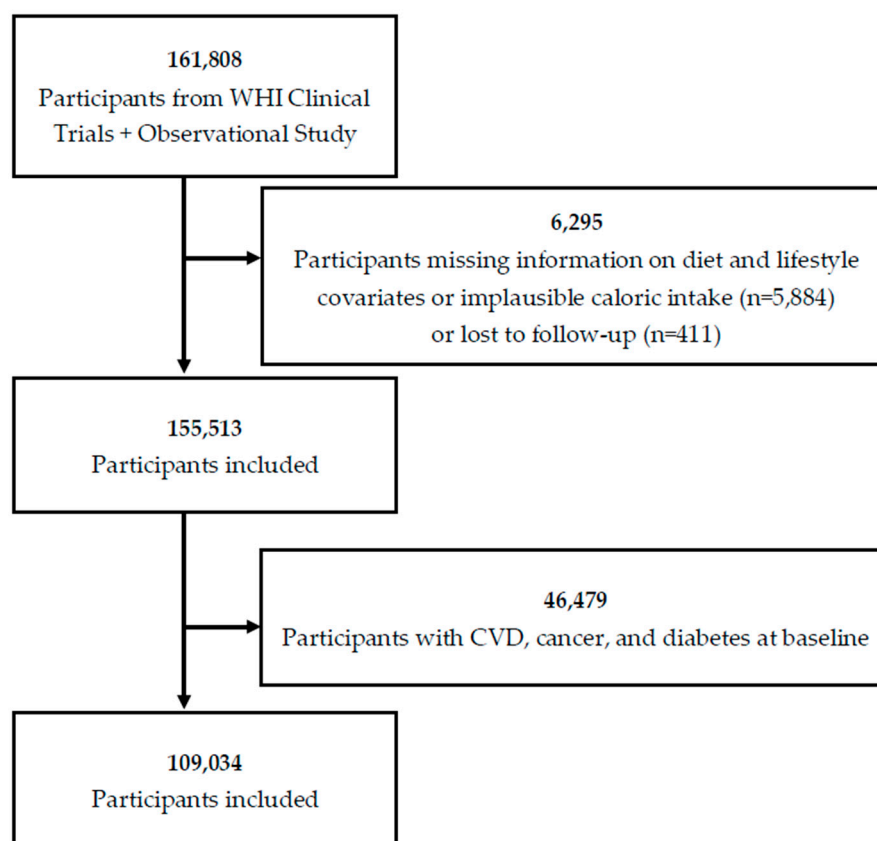 161,808
Participants from WHI Clinical
Trials + Observational Study
6,295
Participants missing information on diet and lifestyle
covariates or implausible caloric intake (n=5,884)
or lost to follow-up (n=411)
155,513
Participants included
46,479
Participants with CVD, cancer, and diabetes at baseline
109,034
Participants included